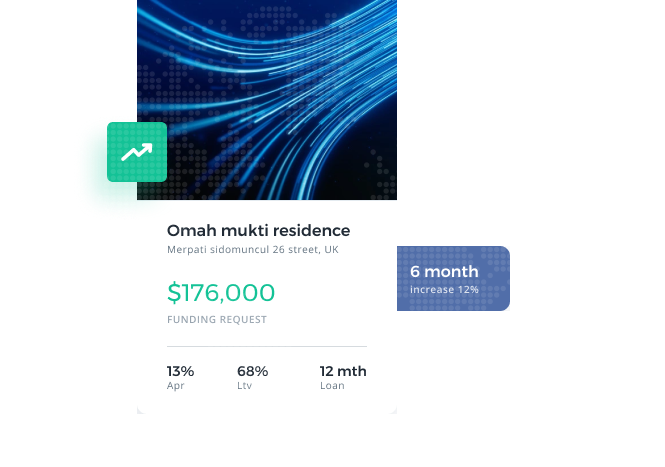 Omah mukti residence
Merpati sidomuncul 26 street, UK
6 month
increase 12%
$176,000
FUNDING REQUEST
13% 68% 12 mth
Apr Ltv Loan